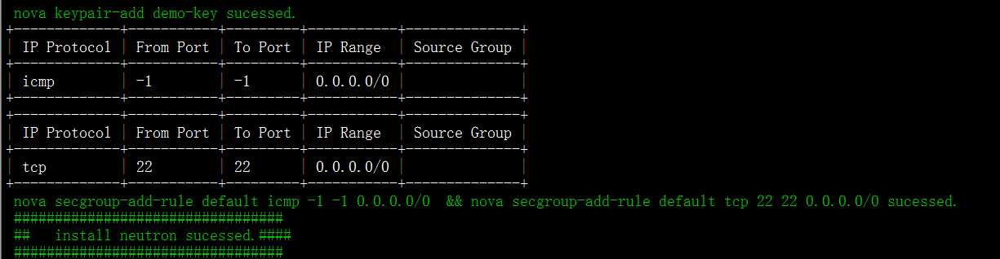 nova keypair-add demo-key sucessed.
+-------------+-----------+---------+-----------+--------------+
| IP Protocol | From Port | To Port | IP Range  | Source Group |
+-------------+-----------+---------+-----------+--------------+
| icmp        | -1        | -1      | 0.0.0.0/0 |              |
+-------------+-----------+---------+-----------+--------------+
+-------------+-----------+---------+-----------+--------------+
| IP Protocol | From Port | To Port | IP Range  | Source Group |
+-------------+-----------+---------+-----------+--------------+
| tcp         | 22        | 22      | 0.0.0.0/0 |              |
+-------------+-----------+---------+-----------+--------------+
nova secgroup-add-rule default icmp -1 -1 0.0.0.0/0  && nova secgroup-add-rule default tcp 22 22 0.0.0.0/0 sucessed.
#################################
##   install neutron sucessed.####
#################################